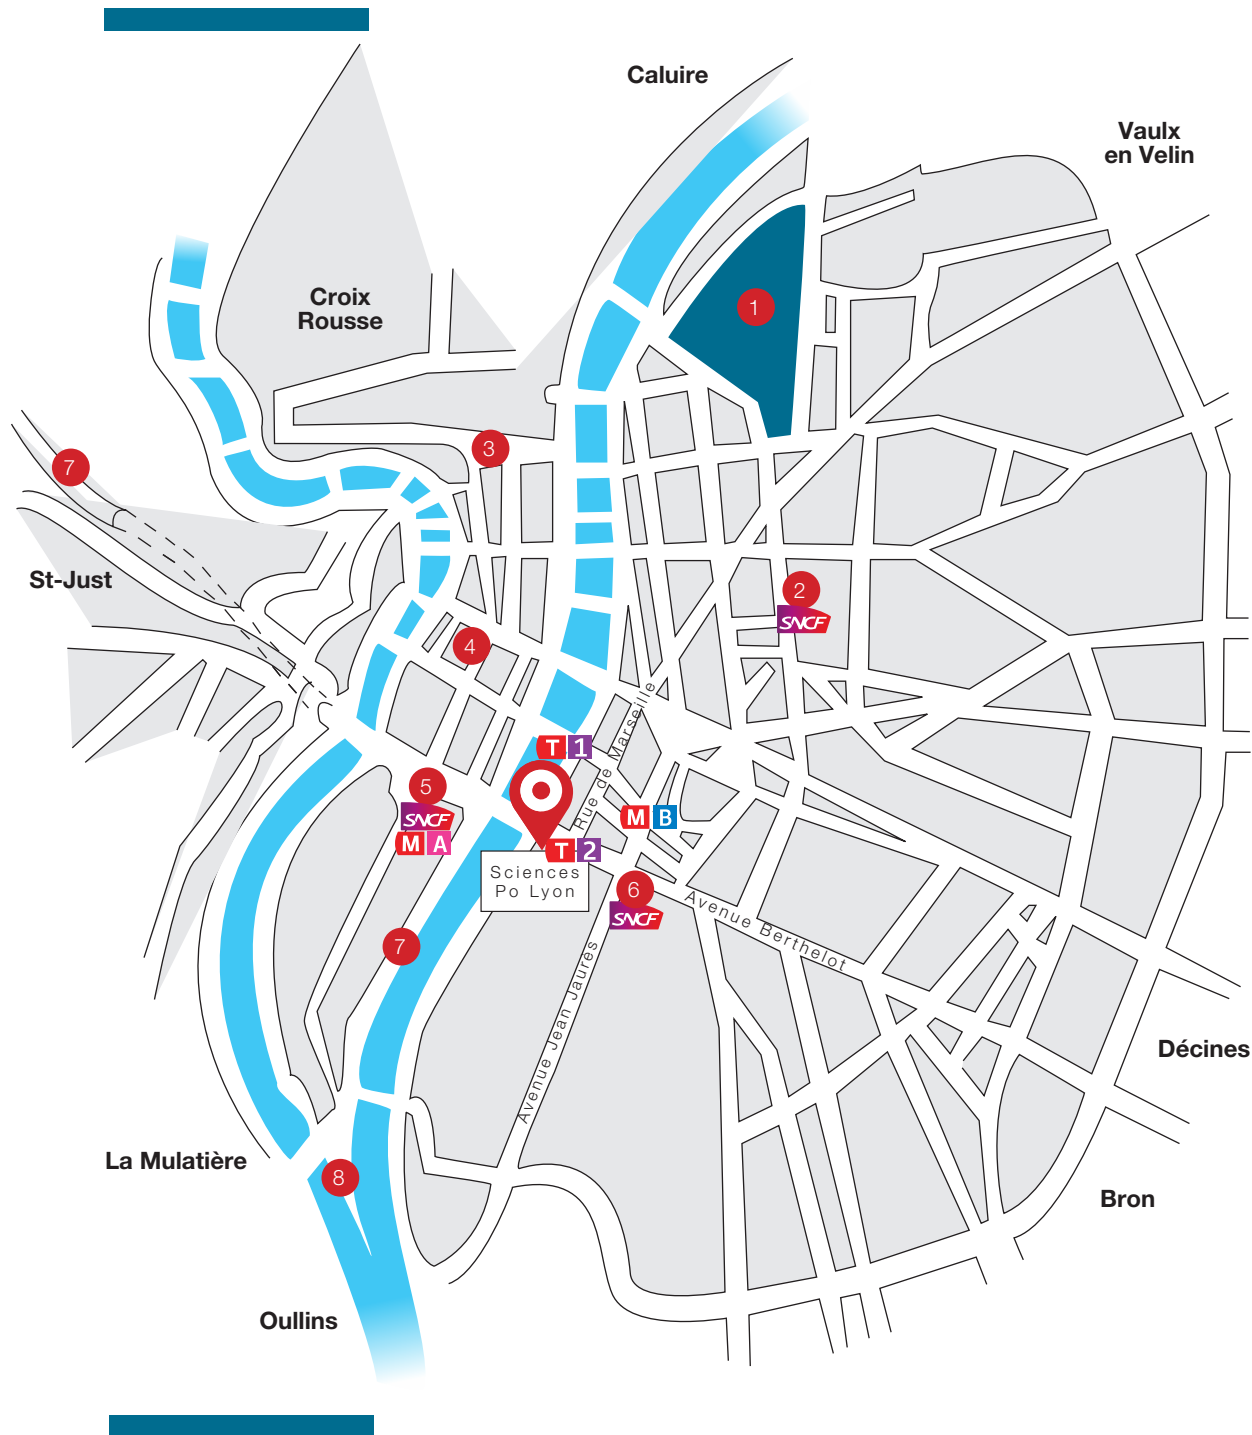 Caluire
Vaulx
en Velin
Croix
Rousse
1
3
7
St-Just
2
SNCF
4
Rue de Marseille
T 1
5
SNCF
M A
M B
T 2
Sciences
Po Lyon
6
SNCF
Avenue Berthelot
7
Avenue Jean Jaures
Décines
La Mulatière
8
Bron
Oullins